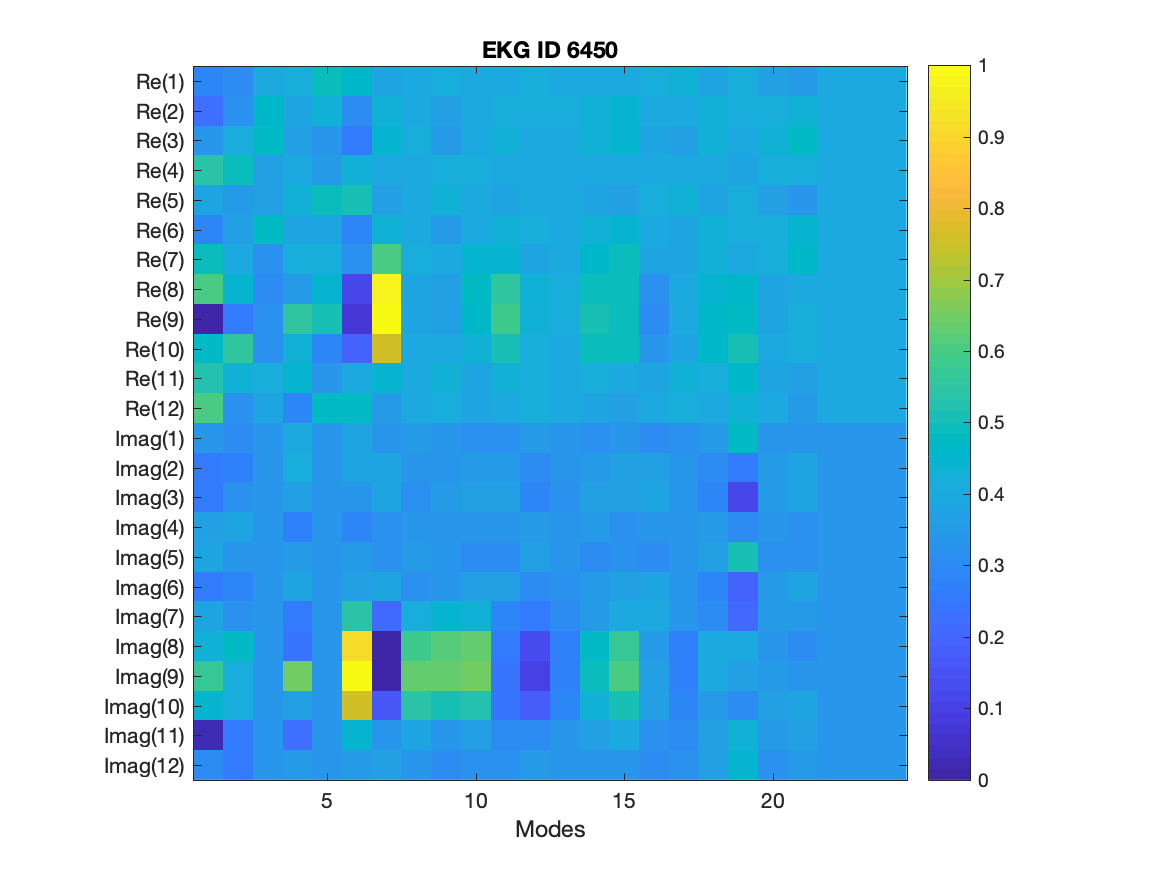 EKG ID 6450
Re(1)
Re(2)
Re(3)
Re(4)
Re(5)
Re(6)
Re(7)
Re(8)
Re(9)
Re(10)
Re(11)
Re(12)
Imag(1)
Imag(2)
Imag(3)
Imag(4)
Imag(5)
Imag(6)
Imag(7)
Imag(8)
Imag(9)
Imag(10)
Imag(11)
Imag(12)
5 10 15 20
Modes
1
0.9
0.8
0.7
0.6
0.5
0.4
0.3
0.2
0.1
0